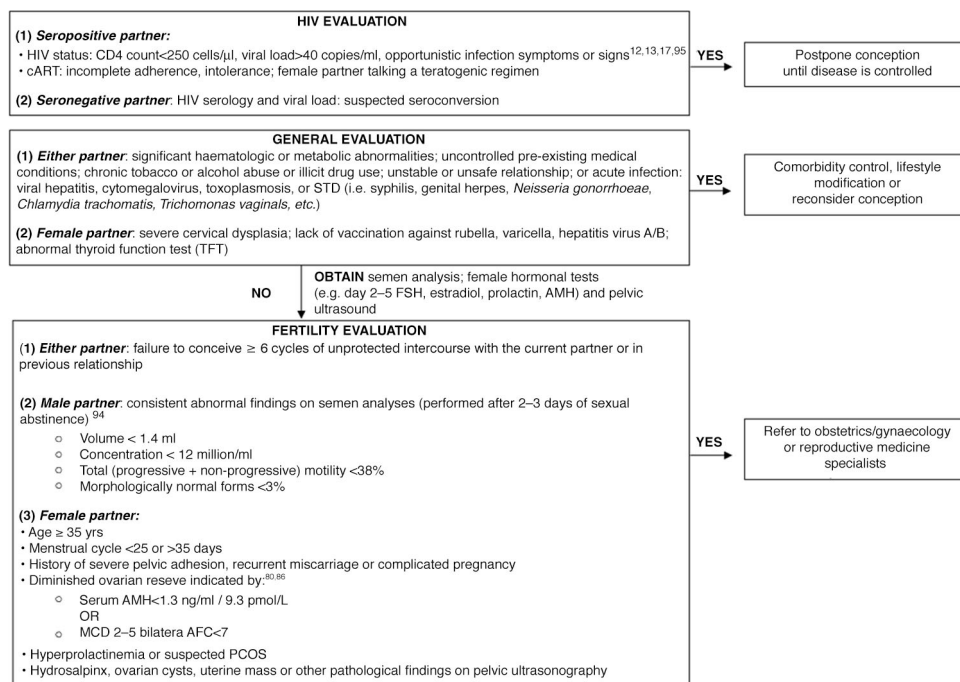 HIV EVALUATION
(1) Seropositive partner:
• HIV status: CD4 count<250 cells/µl, viral load>40 copies/ml, opportunistic infection symptoms or signs12,13,17,95
• cART: incomplete adherence, intolerance; female partner talking a teratogenic regimen
(2) Seronegative partner: HIV serology and viral load: suspected seroconversion
YES
Postpone conception
until disease is controlled
GENERAL EVALUATION
(1) Either partner: significant haematologic or metabolic abnormalities; uncontrolled pre-existing medical
conditions; chronic tobacco or alcohol abuse or illicit drug use; unstable or unsafe relationship; or acute infection:
viral hepatitis, cytomegalovirus, toxoplasmosis, or STD (i.e. syphilis, genital herpes, Neisseria gonorrhoeae,
Chlamydia trachomatis, Trichomonas vaginals, etc.)
(2) Female partner: severe cervical dysplasia; lack of vaccination against rubella, varicella, hepatitis virus A/B;
abnormal thyroid function test (TFT)
YES
Comorbidity control, lifestyle
modification or
reconsider conception
NO
OBTAIN semen analysis; female hormonal tests
(e.g. day 2–5 FSH, estradiol, prolactin, AMH) and pelvic
ultrasound
FERTILITY EVALUATION
(1) Either partner: failure to conceive ≥ 6 cycles of unprotected intercourse with the current partner or in
previous relationship
(2) Male partner: consistent abnormal findings on semen analyses (performed after 2–3 days of sexual
abstinence) 94
○ Volume < 1.4 ml
○ Concentration < 12 million/ml
○ Total (progressive + non-progressive) motility <38%
○ Morphologically normal forms <3%
(3) Female partner:
• Age ≥ 35 yrs
• Menstrual cycle <25 or >35 days
• History of severe pelvic adhesion, recurrent miscarriage or complicated pregnancy
• Diminished ovarian reseve indicated by:80,86
○ Serum AMH<1.3 ng/ml / 9.3 pmol/L
OR
○ MCD 2–5 bilatera AFC<7
• Hyperprolactinemia or suspected PCOS
• Hydrosalpinx, ovarian cysts, uterine mass or other pathological findings on pelvic ultrasonography
YES
Refer to obstetrics/gynaecology
or reproductive medicine
specialists